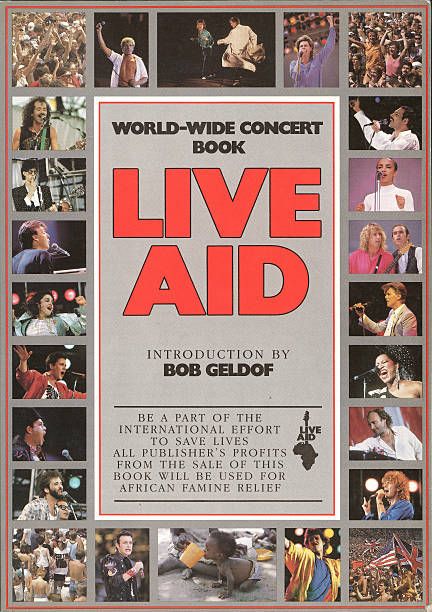 WORLD-WIDE CONCERT
BOOK
LIVE
AID
INTRODUCTION BY
BOB GELDOF
BE A PART OF THE
INTERNATIONAL EFFORT
TO SAVE LIVES
ALL PUBLISHER'S PROFITS
FROM THE SALE OF THIS
BOOK WILL BE USED FOR
AFRICAN FAMINE RELIEF
LIVE
AID